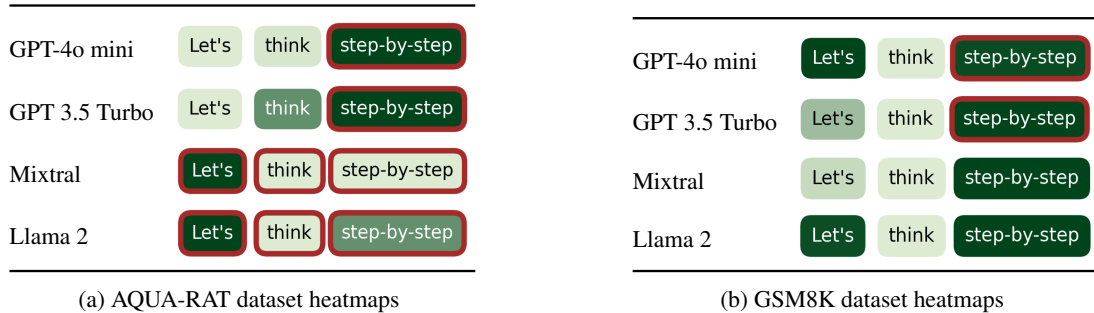 GPT-4o mini Let's think step-by-step
GPT 3.5 Turbo Let's think step-by-step
Mixtral Let's think step-by-step
Llama 2 Let's think step-by-step
(a) AQUA-RAT dataset heatmaps
GPT-4o mini Let's think step-by-step
GPT 3.5 Turbo Let's think step-by-step
Mixtral Let's think step-by-step
Llama 2 Let's think step-by-step
(b) GSM8K dataset heatmaps